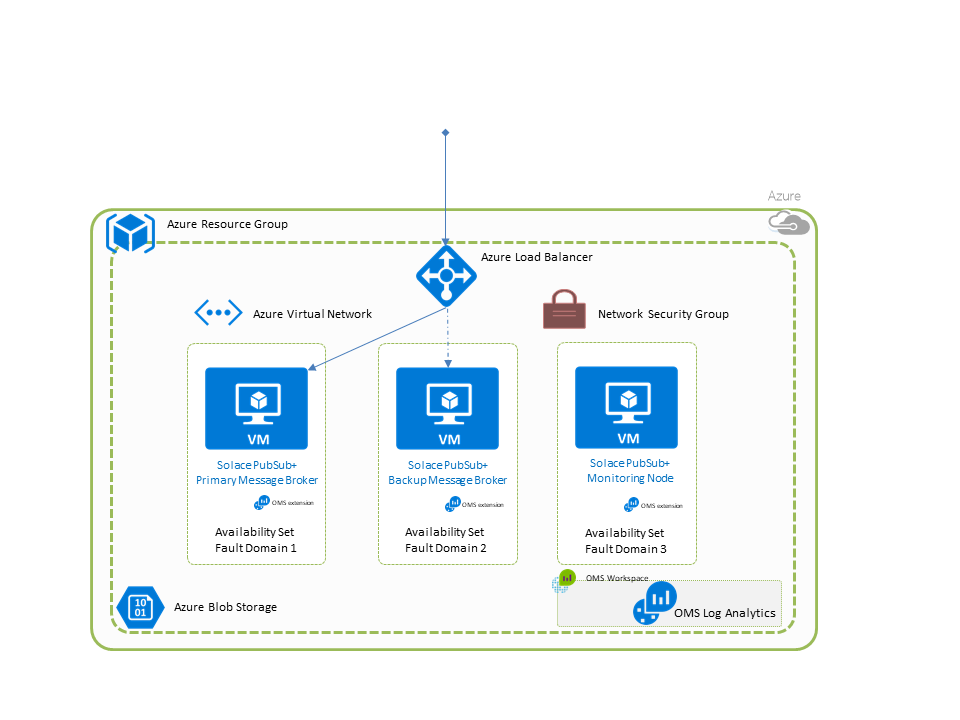 Azure
Azure Resource Group
Azure Load Balancer
Azure Virtual Network
Network Security Group
VM
Solace PubSub+
Primary Message Broker
OMS extension
Availability Set
Fault Domain 1
VM
Solace PubSub+
Backup Message Broker
OMS extension
Availability Set
Fault Domain 2
VM
Solace PubSub+
Monitoring Node
OMS extension
Availability Set
Fault Domain 3
OMS Workspace
OMS Log Analytics
10
01
Azure Blob Storage